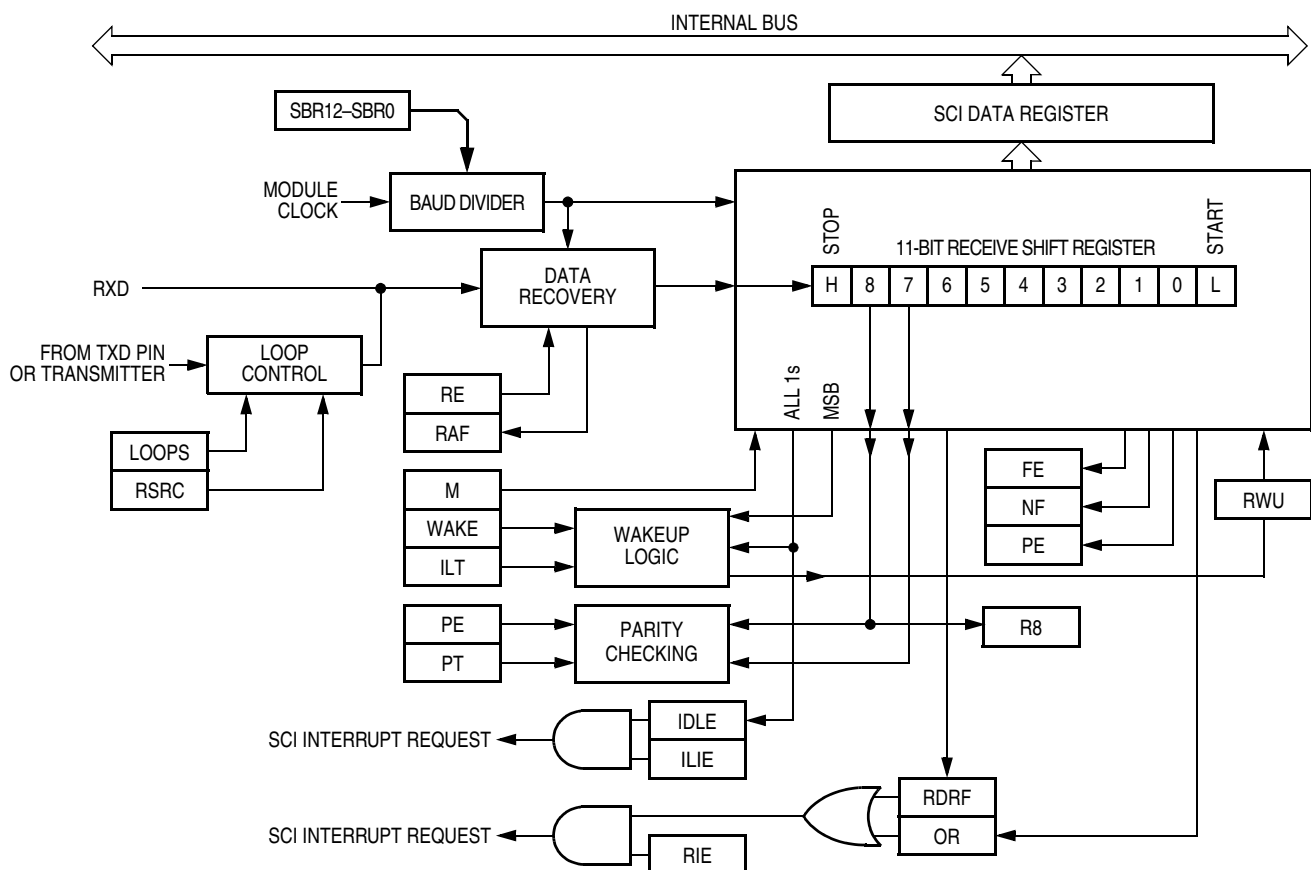 INTERNAL BUS
SBR12–SBR0
SCI DATA REGISTER
MODULE
CLOCK
BAUD DIVIDER
STOP
11-BIT RECEIVE SHIFT REGISTER
START
RXD
DATA
RECOVERY
H 8 7 6 5 4 3 2 1 0 L
FROM TXD PIN
OR TRANSMITTER
LOOP
CONTROL
ALL 1s
MSB
RE
RAF
LOOPS
RSRC
M
WAKE
ILT
WAKEUP
LOGIC
FE
NF
PE
RWU
PE
PT
PARITY
CHECKING
R8
SCI INTERRUPT REQUEST
IDLE
ILIE
SCI INTERRUPT REQUEST
RDRF
OR
RIE